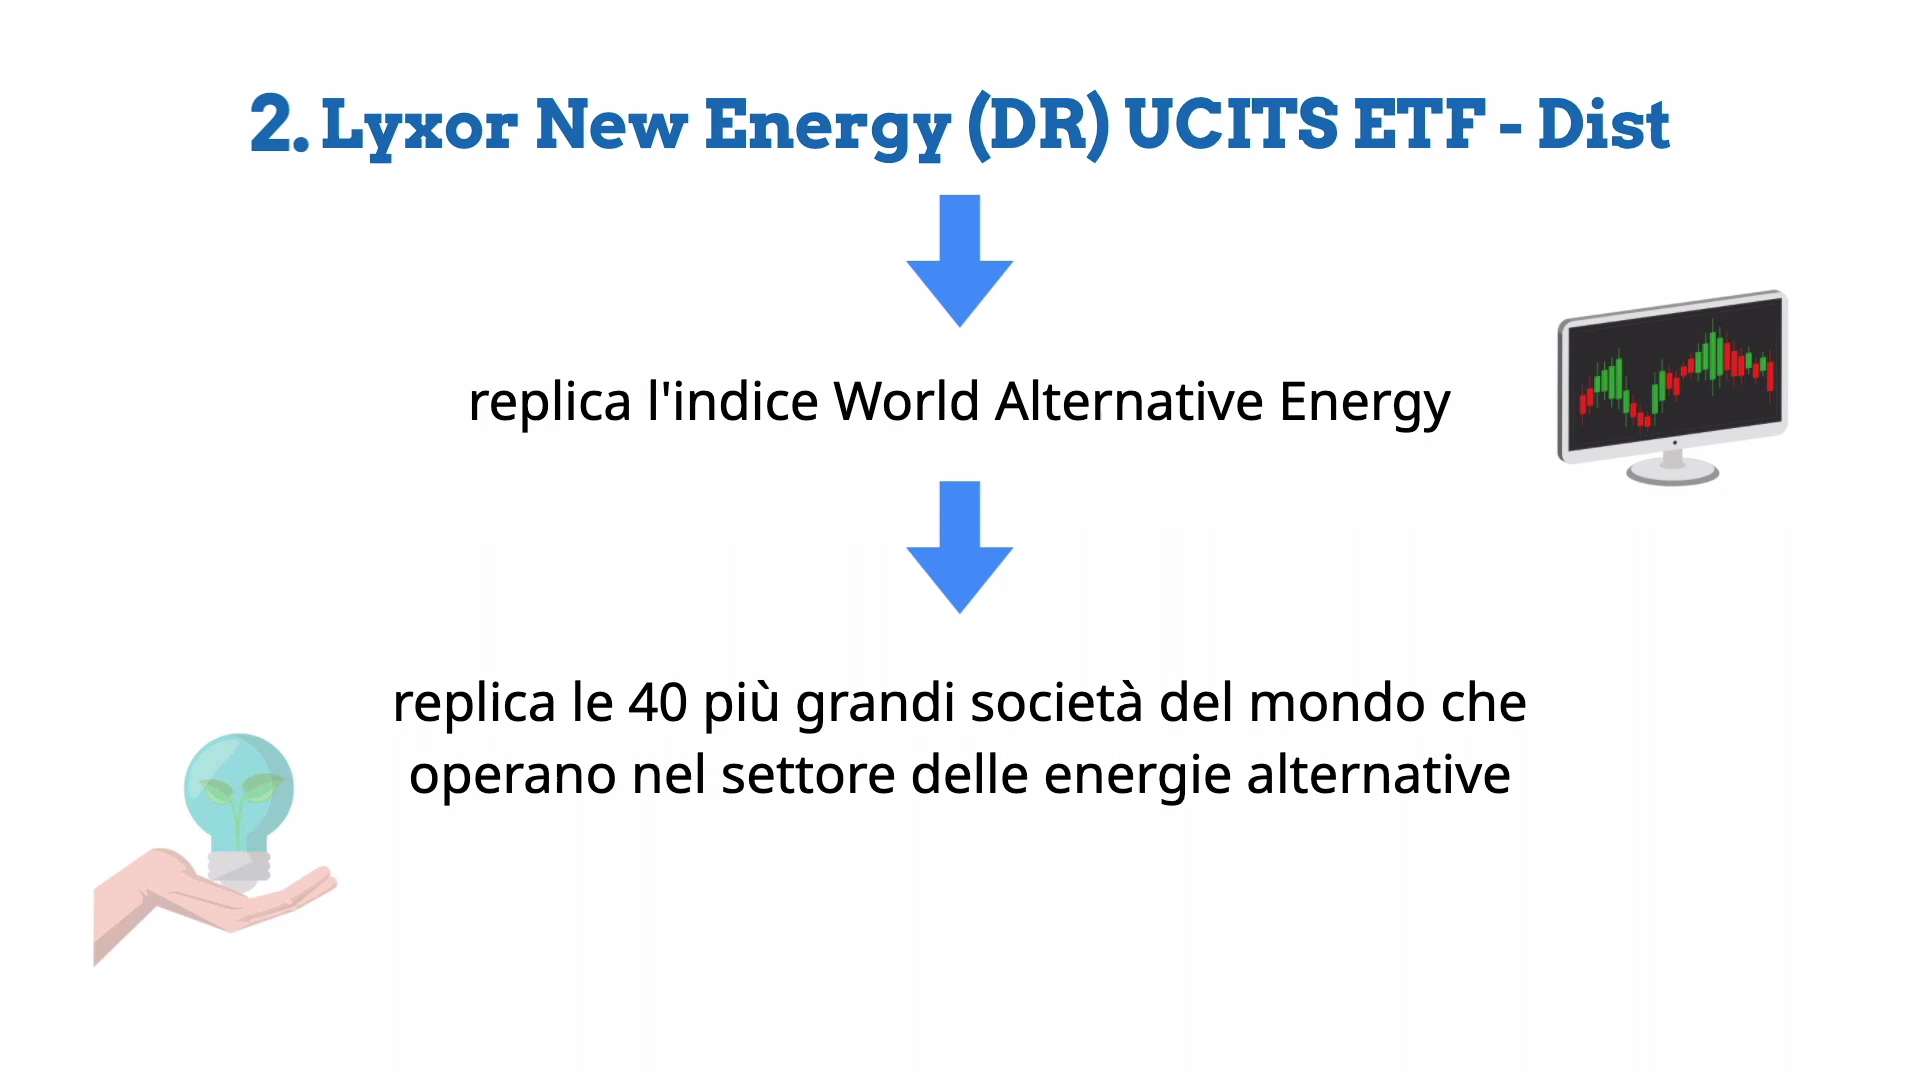 2. Lyxor New Energy (DR) UCITS ETF - Dist
replica l'indice World Alternative Energy
replica le 40 più grandi società del mondo che
operano nel settore delle energie alternative